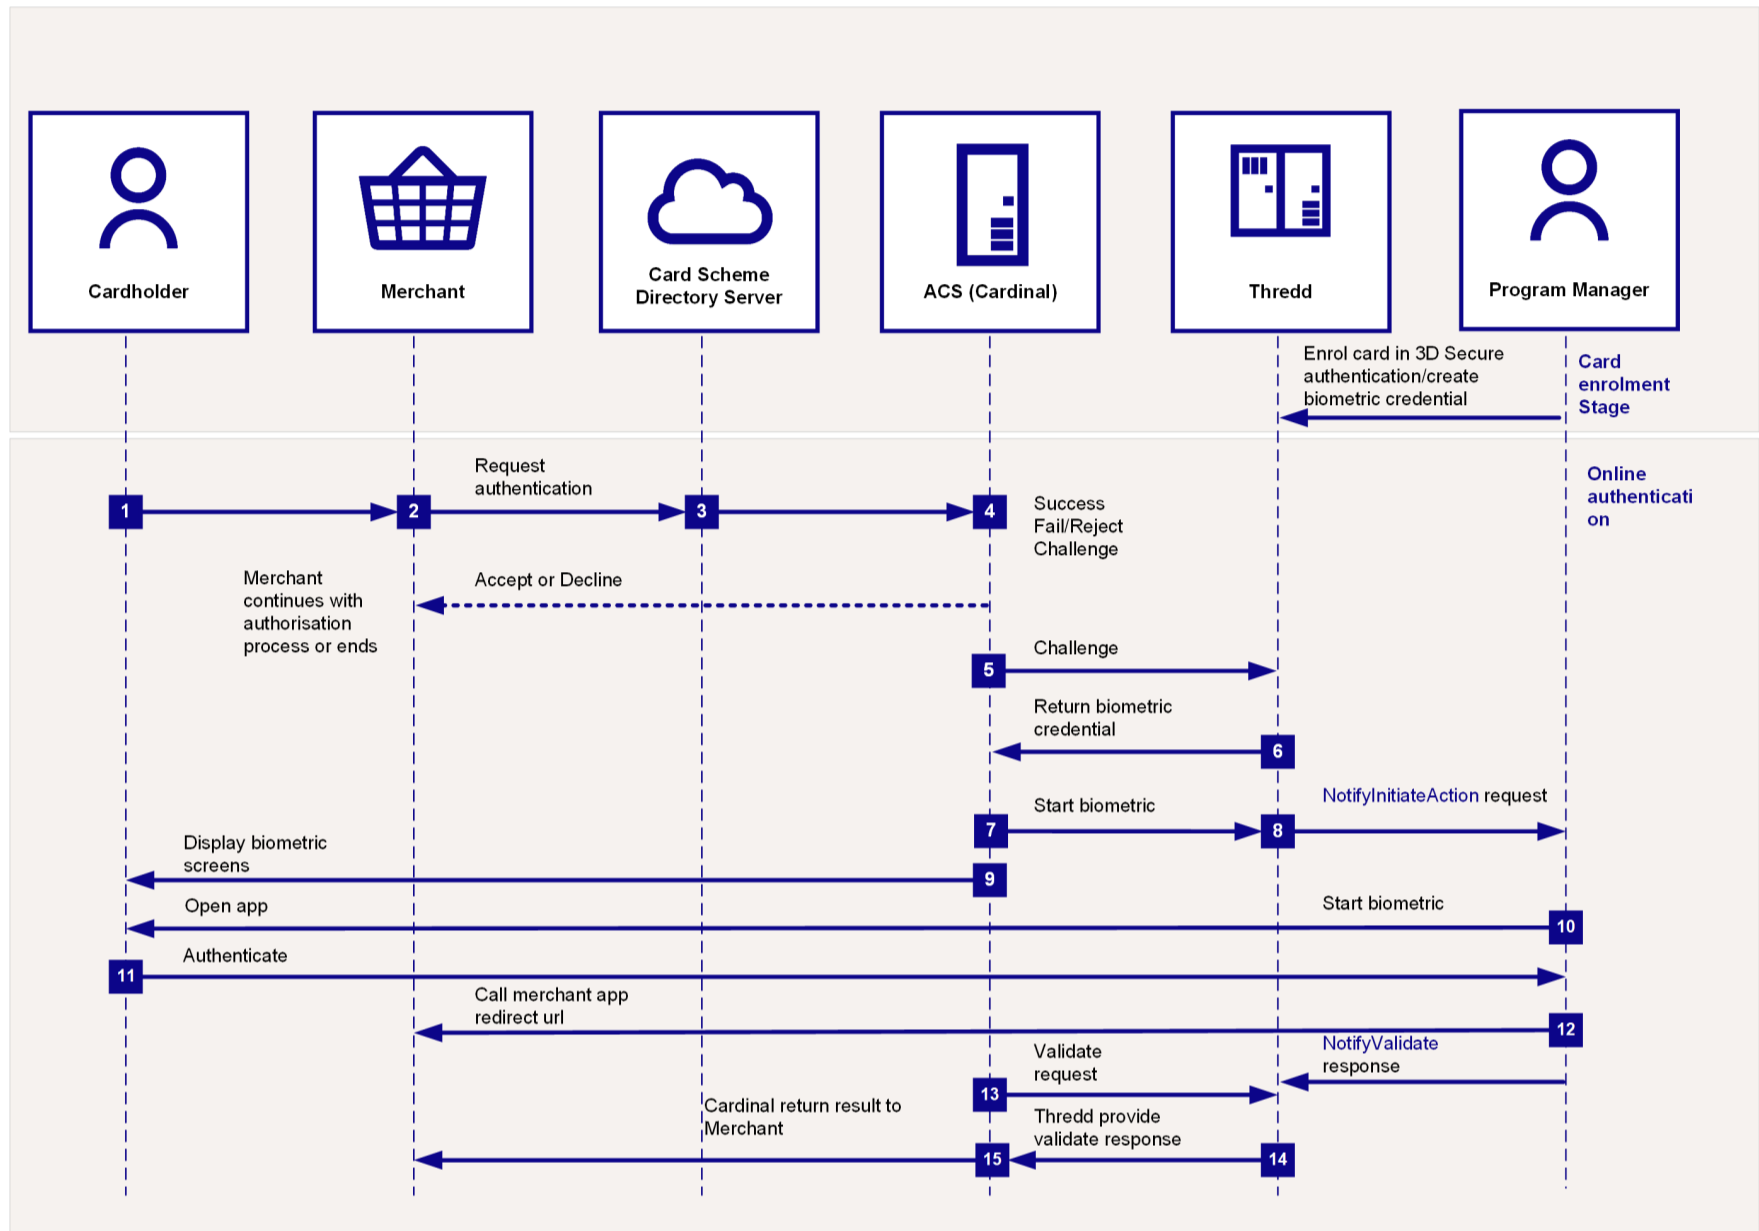 Cardholder
Merchant
Card Scheme
Directory Server
ACS (Cardinal)
Thredd
Program Manager
Enrol card in 3D Secure
authentication/create
biometric credential
Card
enrolment
Stage
Online
authenticati
on
Request
authentication
1
2
3
4
Success
Fail/Reject
Challenge
Merchant
continues with
authorisation
process or ends
Accept or Decline
Challenge
5
Return biometric
credential
6
Start biometric
NotifyInitiateAction request
7
8
Display biometric
screens
9
Open app
Start biometric
10
Authenticate
11
Call merchant app
redirect url
12
NotifyValidate
response
Validate
request
13
Cardinal return result to
Merchant
Thredd provide
validate response
15
14